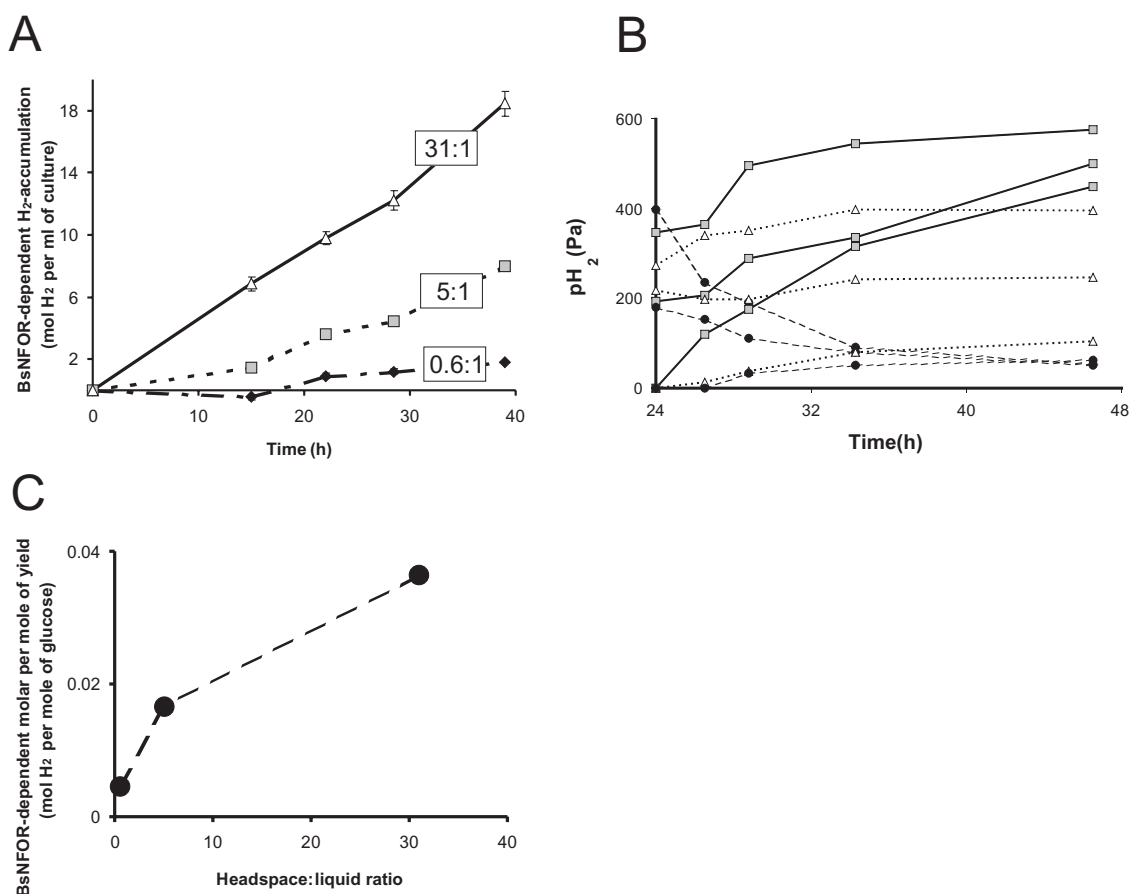 A
BsNFOR-dependent H2-accumulation
(mol H2 per ml of culture)
18
14
10
6
2
31:1
5:1
0.6:1
0
10
20
30
40
Time (h)
B
pH 2 (Pa)
600
400
200
0
24
32
40
48
Time(h)
C
BsNFOR-dependent molar per mole of yield
(mol H2 per mole of glucose)
0.04
0.02
0
0
10
20
30
40
Headspace:liquid ratio